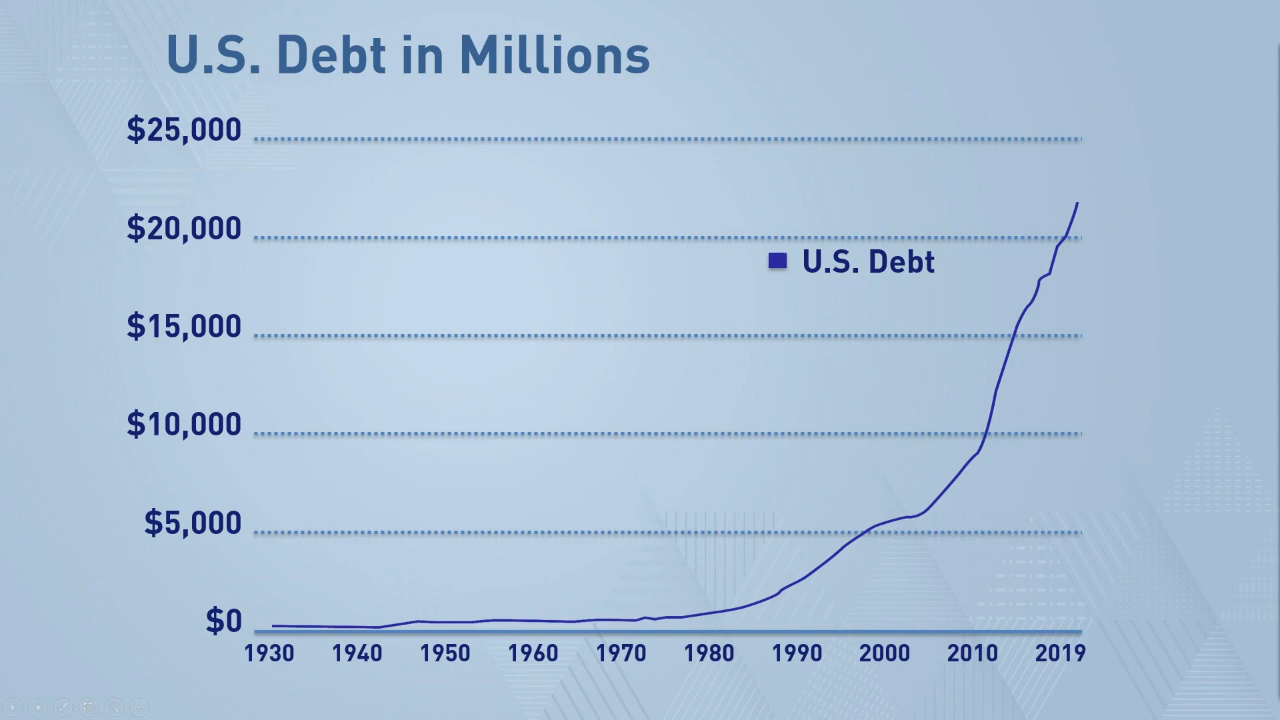 U.S. Debt in Millions
$25,000
$20,000
U.S. Debt
$15,000
$10,000
$5,000
$0
1930 1940 1950 1960 1970 1980 1990 2000 2010 2019